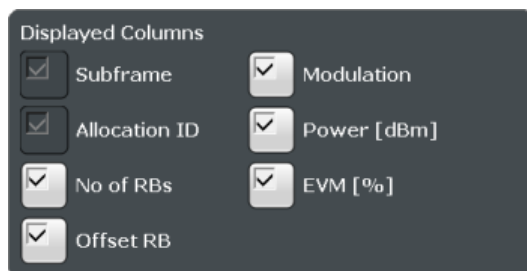 Displayed Columns
Subframe
Modulation
Allocation ID
Power [dBm]
No of RBs
EVM [%]
Offset RB